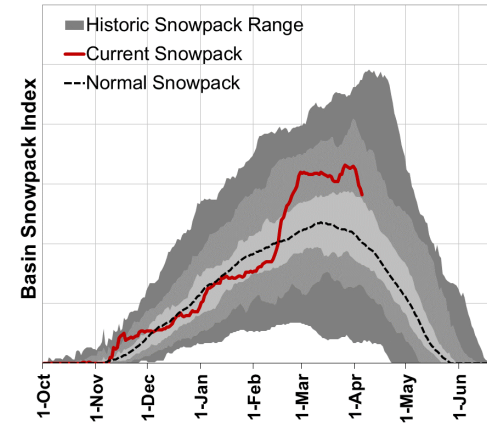 Historic Snowpack Range
Current Snowpack
Normal Snowpack
Basin Snowpack Index
1-Oct
1-Nov
1-Dec
1-Jan
1-Feb
1-Mar
1-Apr
1-May
1-Jun